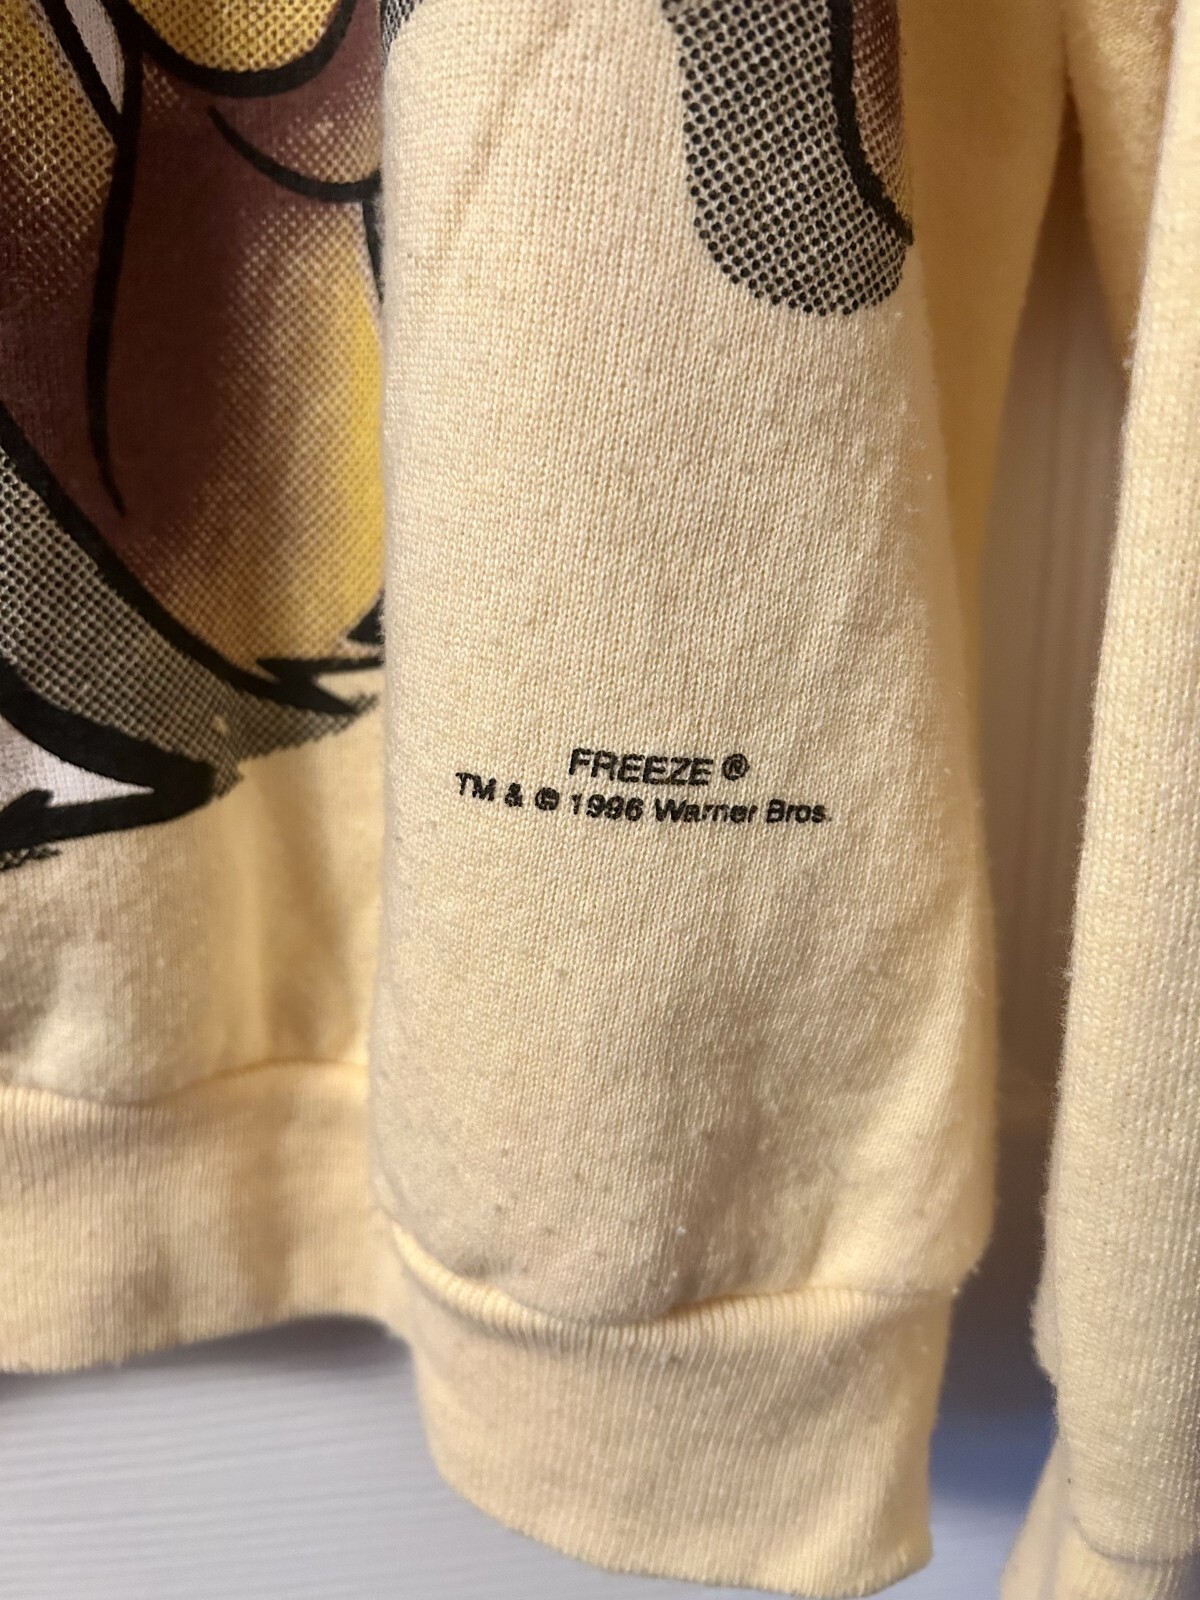 FREEZE ®
TM & © 1996 Warner Bros.